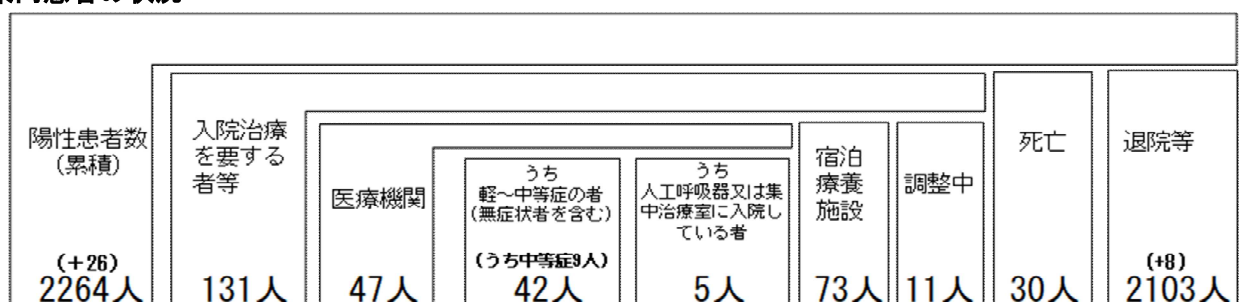 陽性患者数
(累積)
(+26)
2264人
入院治療
を要する
者等
131人
医療機関
47人
うち
軽～中等症の者
(無症状者を含む)
(うち中等症9人)
42人
うち
人工呼吸器又は集
中治療室に入院し
ている者
5人
宿泊
療養
施設
73人
調整中
11人
死亡
30人
退院等
(+8)
2103人